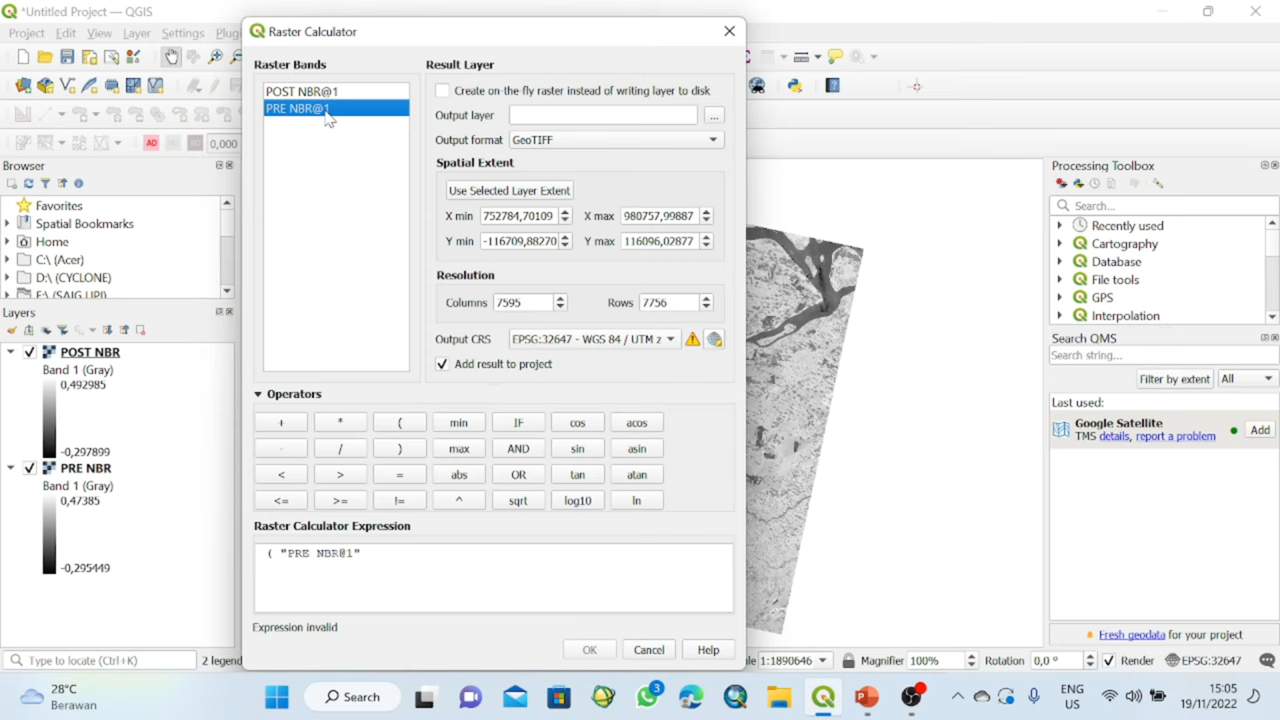 *Untitled Project — QGIS
Project Edit View Layer Settings Plug
0,000
Browser
Favorites
Spatial Bookmarks
Home
C:\ (Acer)
D:\ (CYCLONE)
E:\ (SAIG UPI)
Layers
POST NBR
Band 1 (Gray)
0,492985
-0,297899
PRE NBR
Band 1 (Gray)
0,47385
-0,295449
Raster Calculator
Raster Bands
POST NBR@1
PRE NBR@1
Result Layer
Create on-the-fly raster instead of writing layer to disk
Output layer ...
Output format GeoTIFF
Spatial Extent
Use Selected Layer Extent
X min 752784,70109 X max 980757,99887
Y min -116709,88270 Y max 116096,02877
Resolution
Columns 7595 Rows 7756
Output CRS EPSG:32647 - WGS 84 / UTM z
Add result to project
Operators
+ * ( min IF cos acos
- / ) max AND sin asin
< > = abs OR tan atan
<= >= != ^ sqrt log10 ln
Raster Calculator Expression
( "PRE NBR@1"
Expression invalid
OK Cancel Help
Processing Toolbox
Search...
Recently used
Cartography
Database
File tools
GPS
Interpolation
Search QMS
Search string...
Filter by extent All
Last used:
Google Satellite
TMS details, report a problem
Add
Fresh geodata for your project
Type to locate (Ctrl+K) 2 legend 1:1890646 Magnifier 100% Rotation 0,0 ° Render EPSG:32647
28°C
Berawan
Search
3
ENG
US
15:05
19/11/2022